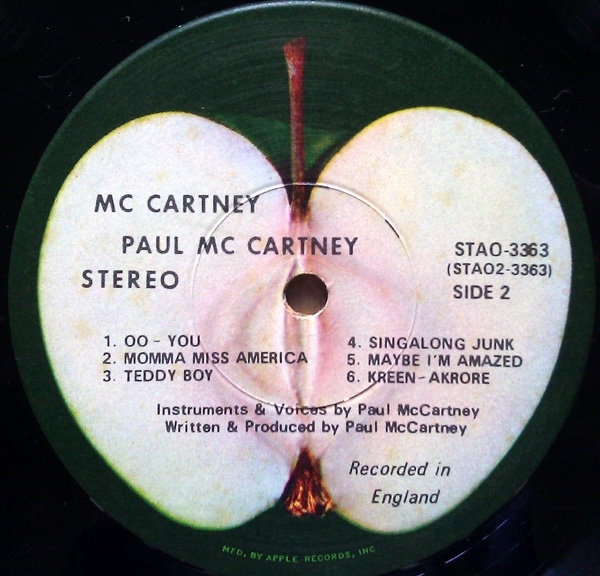 MC CARTNEY
PAUL MC CARTNEY
STEREO
STAO-3363
(STAO2-3363)
SIDE 2
1. OO - YOU
2. MOMMA MISS AMERICA
3. TEDDY BOY
4. SINGALONG JUNK
5. MAYBE I'M AMAZED
6. KREEN - AKRORE
Instruments & Voices by Paul McCartney
Written & Produced by Paul McCartney
Recorded in
England
MFD. BY APPLE RECORDS, INC